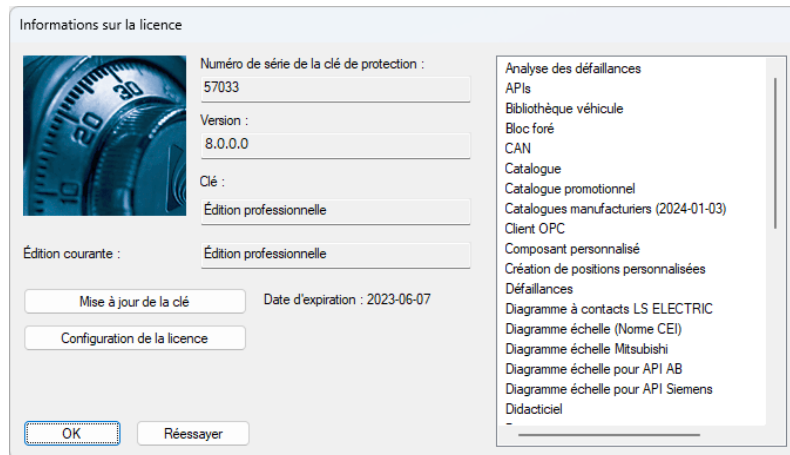 Informations sur la licence
Numéro de série de la clé de protection :
57033
Version :
8.0.0.0
Clé :
Édition professionnelle
Édition courante :
Édition professionnelle
Mise à jour de la clé
Date d'expiration : 2023-06-07
Configuration de la licence
OK
Réessayer
Analyse des défaillances
APIs
Bibliothèque véhicule
Bloc foré
CAN
Catalogue
Catalogue promotionnel
Catalogues manufacturiers (2024-01-03)
Client OPC
Composant personnalisé
Création de positions personnalisées
Défaillances
Diagramme à contacts LS ELECTRIC
Diagramme échelle (Norme CEI)
Diagramme échelle Mitsubishi
Diagramme échelle pour API AB
Diagramme échelle pour API Siemens
Didacticiel
30
20
10